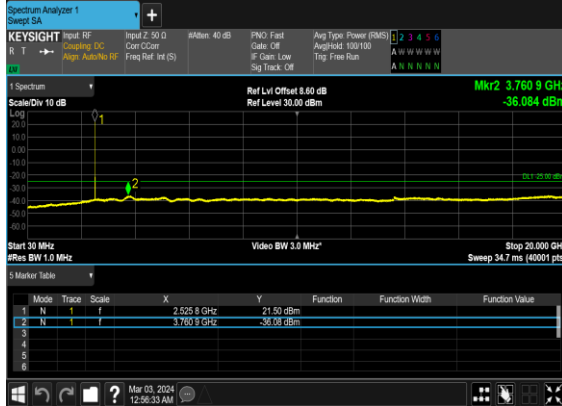 Spectrum Analyzer 1
Swept SA
+
KEYSIGHT
R T
LXI
Input: RF
Coupling: DC
Align: Auto/No RF
Input Z: 50 Ω
Corr CCorr
Freq Ref: Int (S)
#Atten: 40 dB
PNO: Fast
Gate: Off
IF Gain: Low
Sig Track: Off
Avg Type: Power (RMS)
Avg|Hold: 100/100
Trig: Free Run
1 2 3 4 5 6
A W W W W W
A N N N N N
1 Spectrum
Scale/Div 10 dB
Ref Lvl Offset 8.60 dB
Ref Level 30.00 dBm
Mkr2 3.760 9 GHz
-36.084 dBm
Log
20.0
10.0
0.00
-10.0
-20.0
-30.0
-40.0
-50.0
-60.0
1
2
DL1 -25.00 dBm
Start 30 MHz
#Res BW 1.0 MHz
Video BW 3.0 MHz*
Stop 20.000 GHz
Sweep 34.7 ms (40001 pts)
5 Marker Table
Mode Trace Scale X Y Function Function Width Function Value
1 N 1 f 2.525 8 GHz 21.50 dBm
2 N 1 f 3.760 9 GHz -36.08 dBm
3
4
5
6
?
Mar 03, 2024
12:56:33 AM